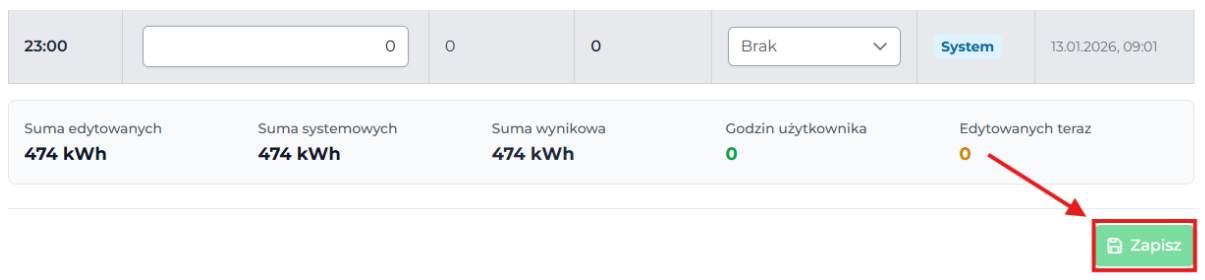 23:00 0 0 0 Brak System 13.01.2026, 09:01
Suma edytowanych Suma systemowych Suma wynikowa Godzin użytkownika Edytowanych teraz
474 kWh 474 kWh 474 kWh 0 0
Zapisz